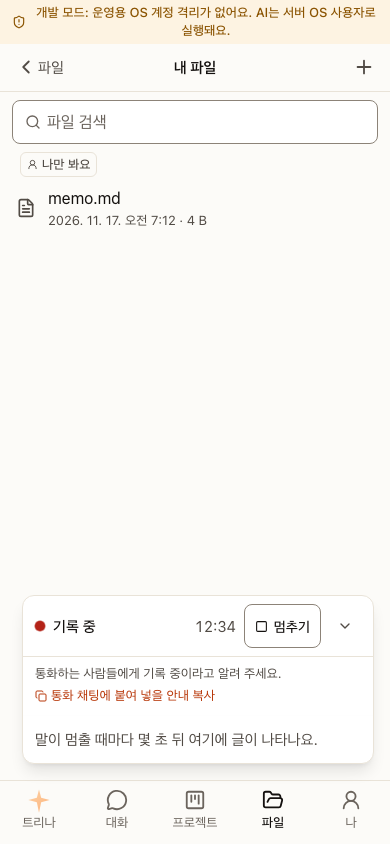 개발 모드: 운영용 OS 계정 격리가 없어요. AI는 서버 OS 사용자로
실행돼요.
파일
내 파일
파일 검색
나만 봐요
memo.md
2026. 11. 17. 오전 7:12 · 4 B
기록 중
12:34
멈추기
통화하는 사람들에게 기록 중이라고 알려 주세요.
통화 채팅에 붙여 넣을 안내 복사
말이 멈출 때마다 몇 초 뒤 여기에 글이 나타나요.
트리나
대화
프로젝트
파일
나